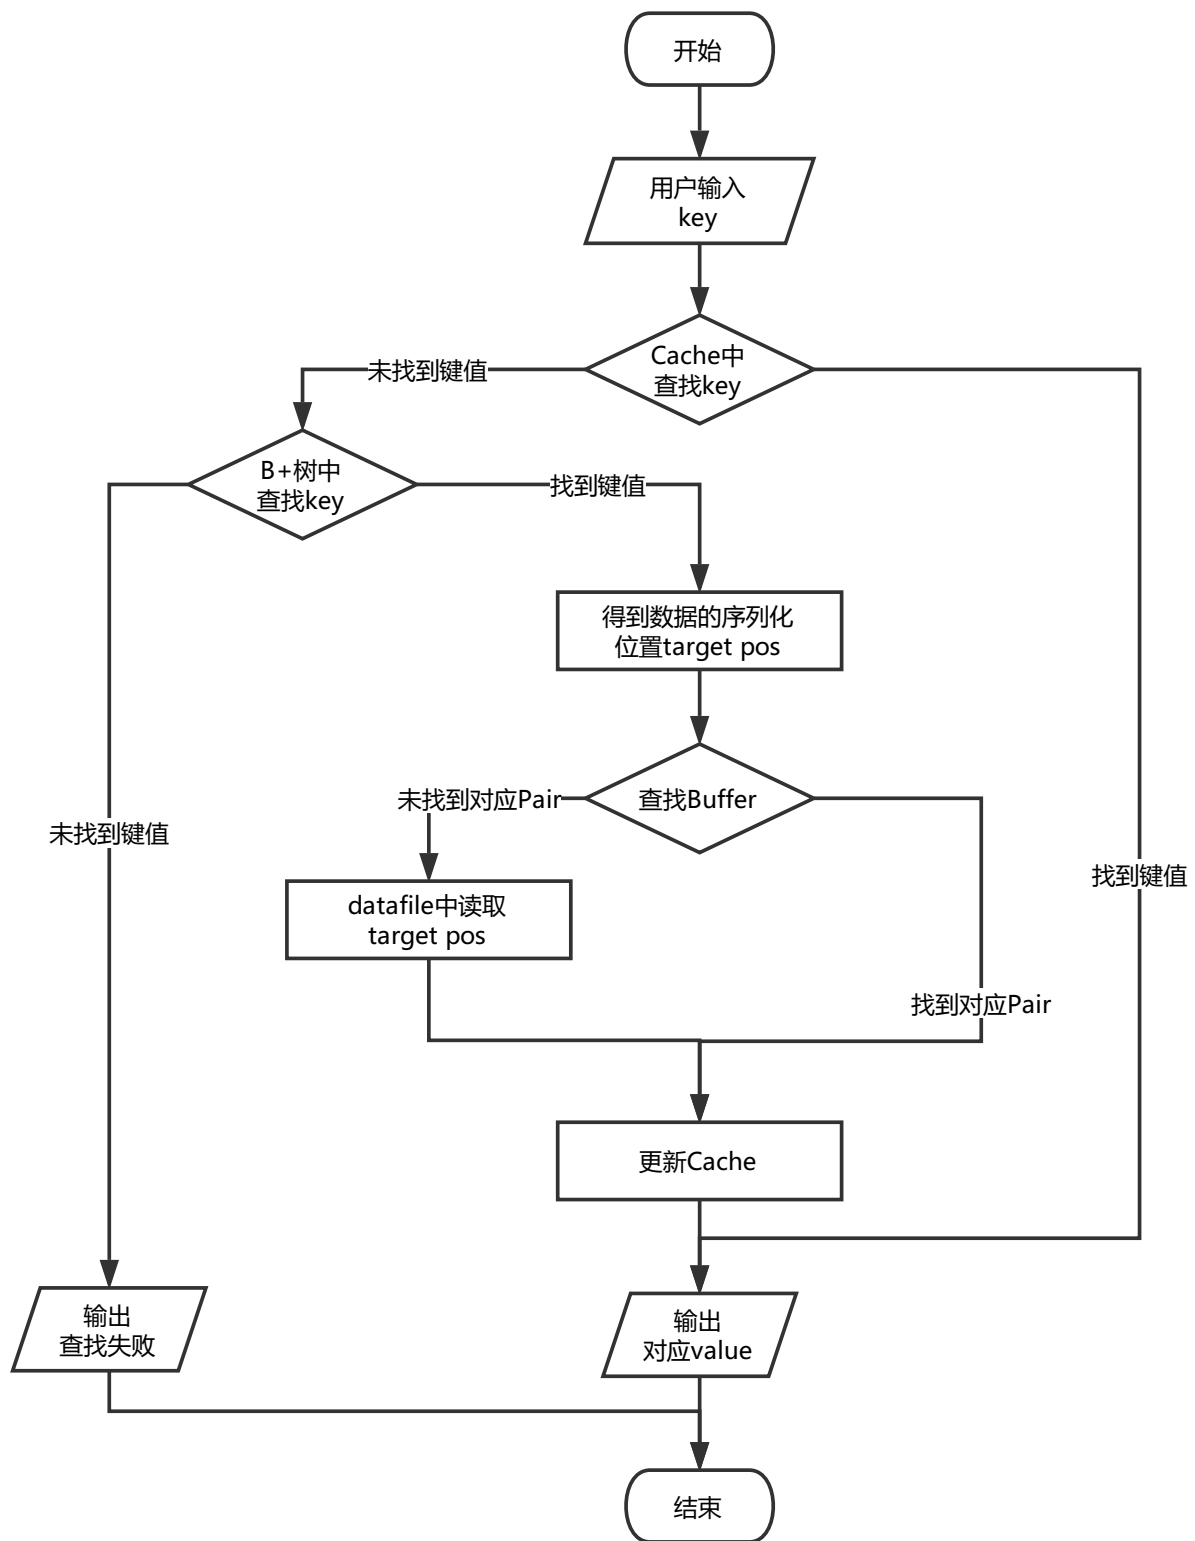 开始
用户输入
key
Cache中
查找key
未找到键值
B+树中
查找key
找到键值
得到数据的序列化
位置target pos
未找到对应Pair
查找Buffer
未找到键值
找到键值
datafile中读取
target pos
找到对应Pair
更新Cache
输出
查找失败
输出
对应value
结束